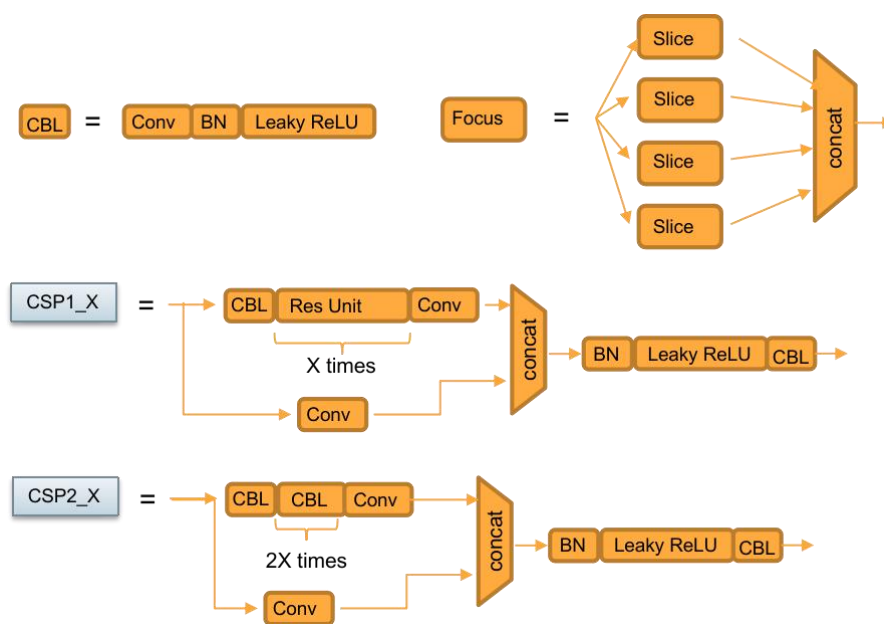 CBL = Conv BN Leaky ReLU
Focus = Slice Slice Slice Slice concat
CSP1_X = CBL Res Unit Conv
X times
Conv
concat
BN Leaky ReLU CBL
CSP2_X = CBL CBL Conv
2X times
Conv
concat
BN Leaky ReLU CBL